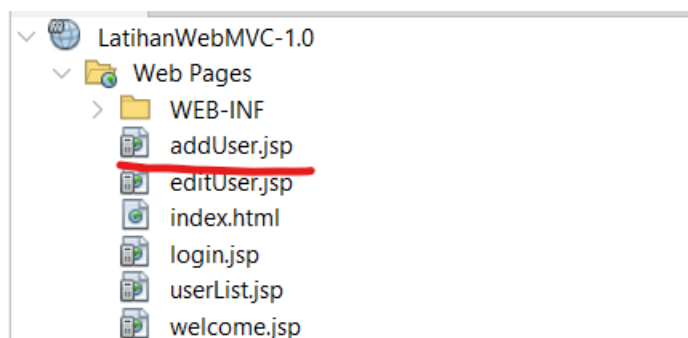 LatihanWebMVC-1.0
Web Pages
WEB-INF
addUser.jsp
editUser.jsp
index.html
login.jsp
userList.jsp
welcome.jsp